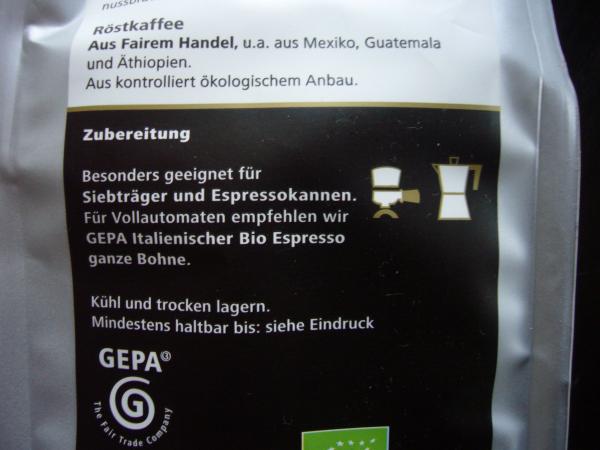 Röstkaffee
Aus Fairem Handel, u.a. aus Mexiko, Guatemala
und Äthiopien.
Aus kontrolliert ökologischem Anbau.
Zubereitung
Besonders geeignet für
Siebträger und Espressokannen.
Für Vollautomaten empfehlen wir
GEPA Italienischer Bio Espresso
ganze Bohne.
Kühl und trocken lagern.
Mindestens haltbar bis: siehe Eindruck
GEPA
The Fair Trade Company